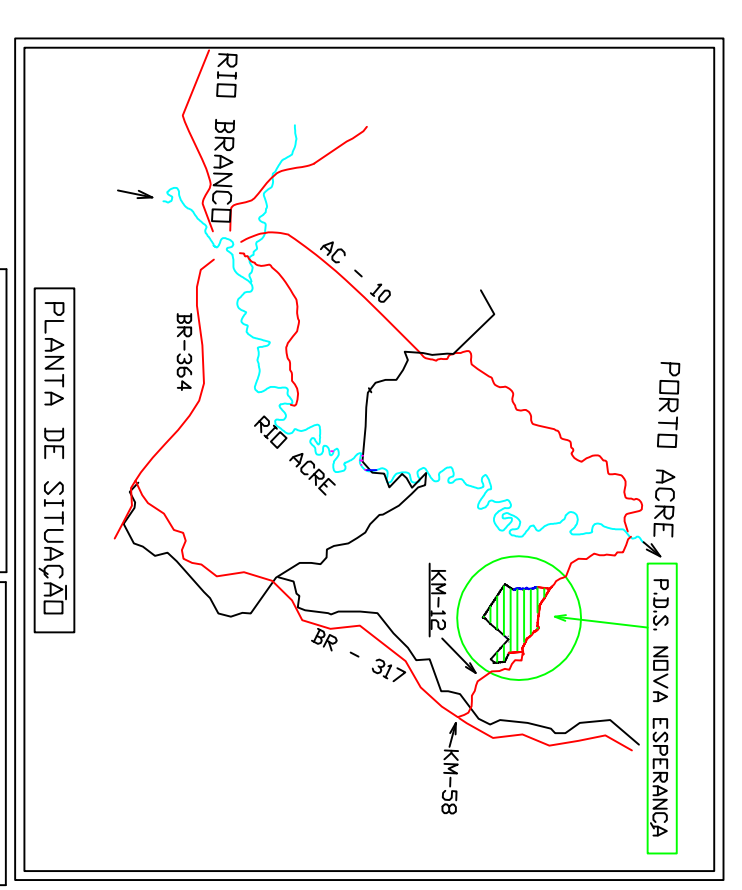 PORTO ACRE
P.D.S. NOVA ESPERANÇA
RIO BRANCO
AC - 10
RIO ACRE
KM-12
KM-58
BR - 317
BR-364
PLANTA DE SITUAÇÃO